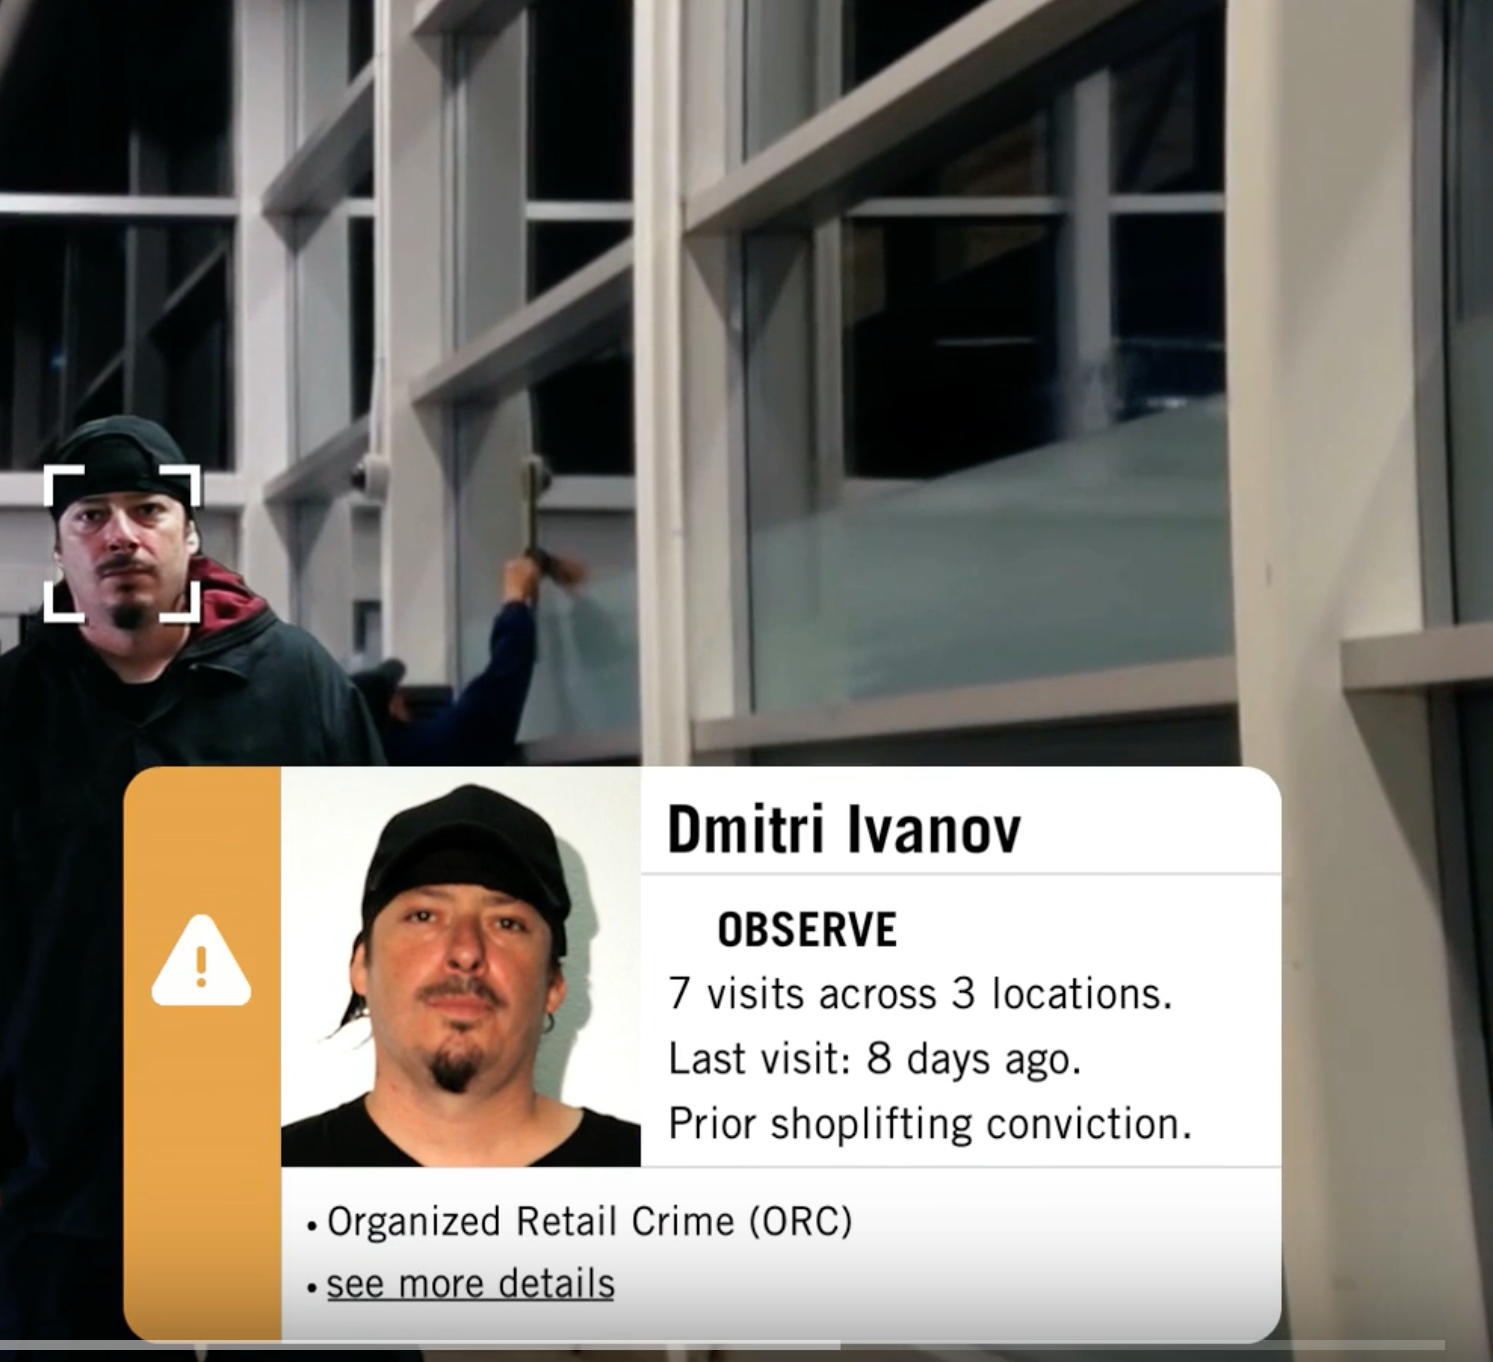 Dmitri Ivanov
OBSERVE
7 visits across 3 locations.
Last visit: 8 days ago.
Prior shoplifting conviction.
• Organized Retail Crime (ORC)
• see more details